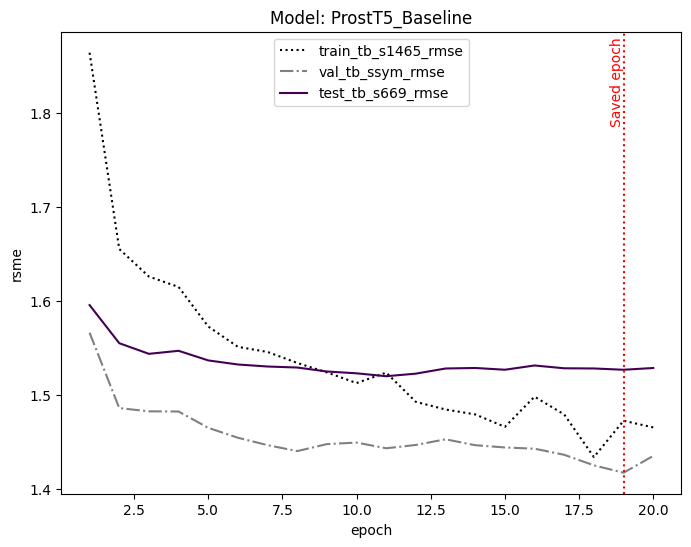 Model: ProstT5_Baseline
train_tb_s1465_rmse
val_tb_ssym_rmse
test_tb_s669_rmse
Saved epoch
rsme
1.8
1.7
1.6
1.5
1.4
2.5 5.0 7.5 10.0 12.5 15.0 17.5 20.0
epoch